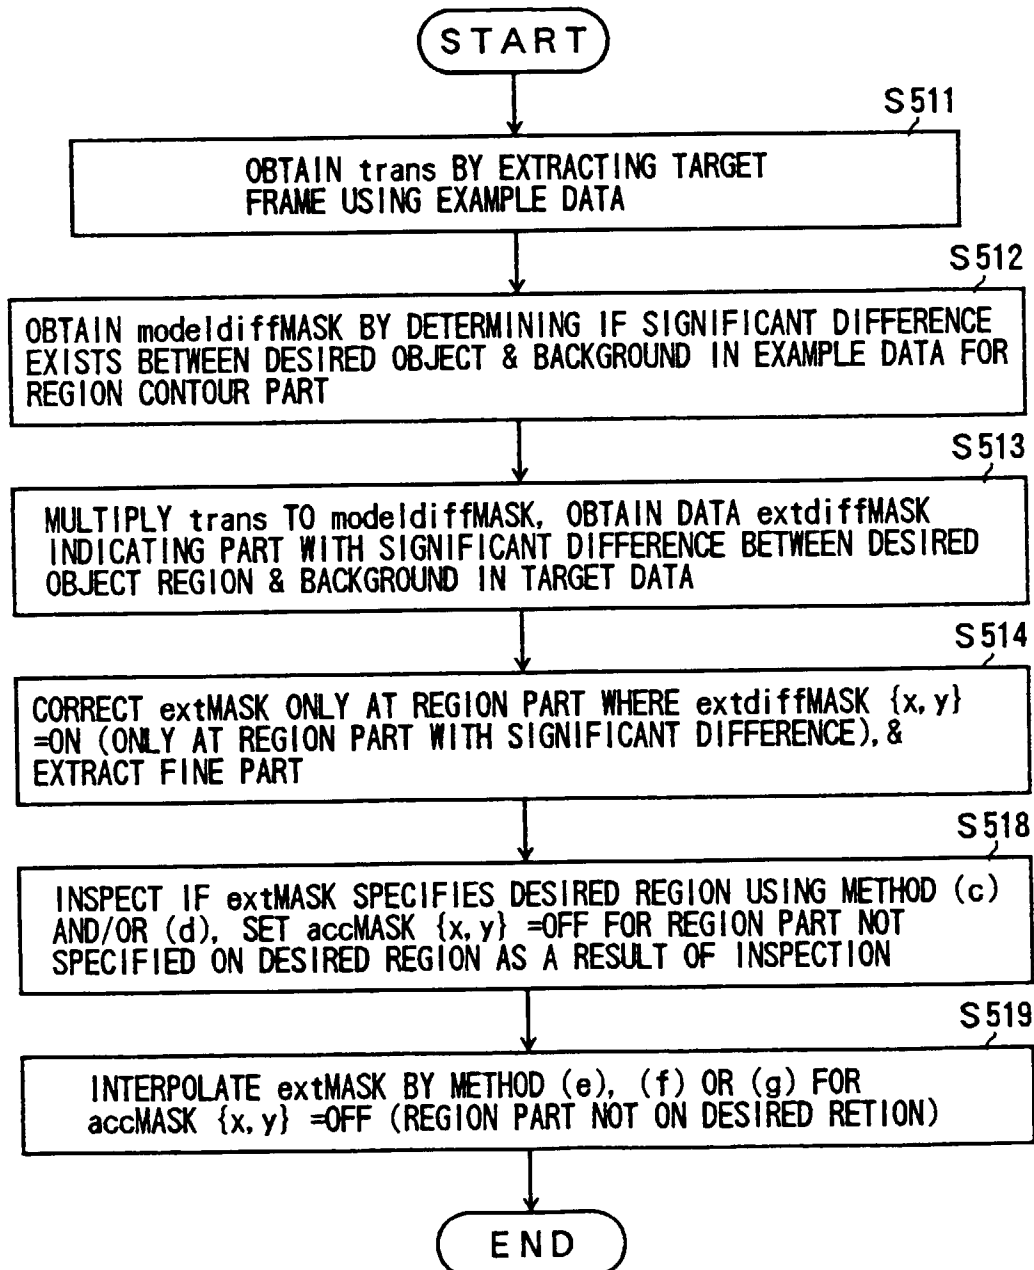 START
S511
OBTAIN trans BY EXTRACTING TARGET
FRAME USING EXAMPLE DATA
S512
OBTAIN modeldiffMASK BY DETERMINING IF SIGNIFICANT DIFFERENCE
EXISTS BETWEEN DESIRED OBJECT & BACKGROUND IN EXAMPLE DATA FOR
REGION CONTOUR PART
S513
MULTIPLY trans TO modeldiffMASK, OBTAIN DATA extdiffMASK
INDICATING PART WITH SIGNIFICANT DIFFERENCE BETWEEN DESIRED
OBJECT REGION & BACKGROUND IN TARGET DATA
S514
CORRECT extMASK ONLY AT REGION PART WHERE extdiffMASK {x, y}
=ON (ONLY AT REGION PART WITH SIGNIFICANT DIFFERENCE), &
EXTRACT FINE PART
S518
INSPECT IF extMASK SPECIFIES DESIRED REGION USING METHOD (c)
AND/OR (d), SET accMASK {x, y} =OFF FOR REGION PART NOT
SPECIFIED ON DESIRED REGION AS A RESULT OF INSPECTION
S519
INTERPOLATE extMASK BY METHOD (e), (f) OR (g) FOR
accMASK {x, y} =OFF (REGION PART NOT ON DESIRED RETION)
END